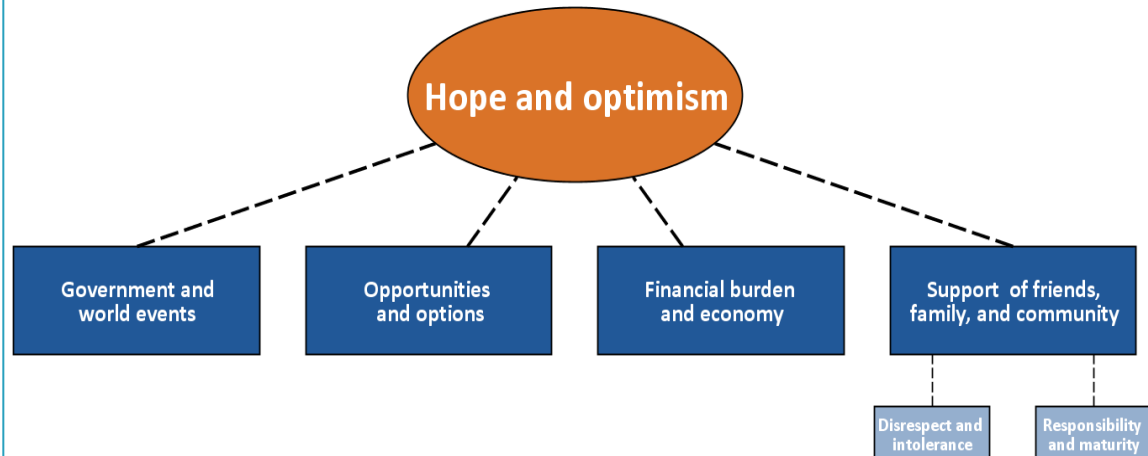 Hope and optimism
Government and
world events
Opportunities
and options
Financial burden
and economy
Support of friends,
family, and community
Disrespect and
intolerance
Responsibility
and maturity